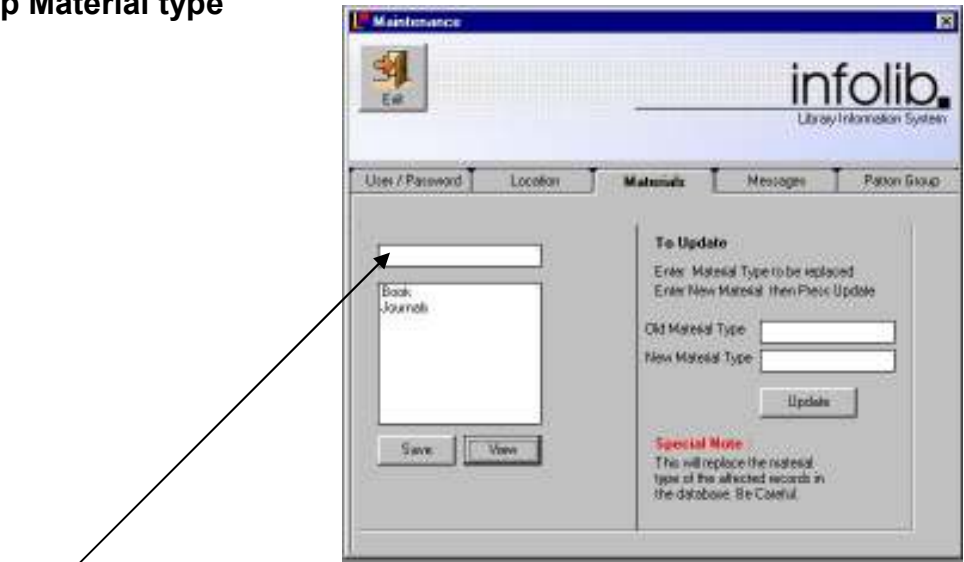 p Material type
Maintenance
Exit
infolib.
Library Information System
User / Password
Location
Materials
Messages
Patron Group
Book
Journals
Save
View
To Update
Enter Material Type to be replaced
Enter New Material then Press Update
Old Material Type
New Material Type
Update
Special Note
This will replace the material
type of the affected records in
the database. Be Careful.